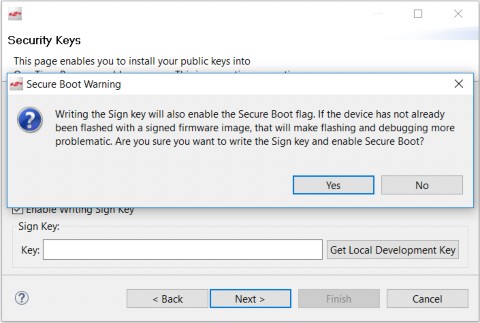 Security Keys
This page enables you to install your public keys into
Secure Boot Warning
Writing the Sign key will also enable the Secure Boot flag. If the device has not already
been flashed with a signed firmware image, that will make flashing and debugging more
problematic. Are you sure you want to write the Sign key and enable Secure Boot?
Yes
No
Enable Writing Sign Key
Sign Key:
Key:
Get Local Development Key
< Back
Next >
Finish
Cancel